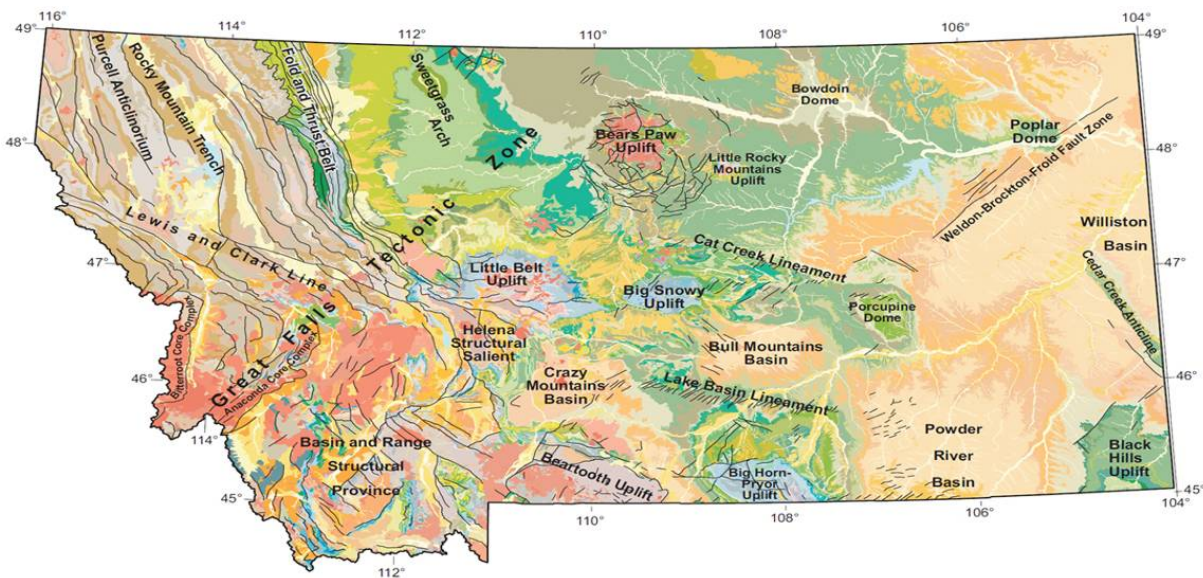 116°
114°
112°
110°
108°
106°
104°
49°
49°
Purcell Anticlinorium
Rocky Mountain Trench
Fold and Thrust Belt
Sweetgrass
Arch
Bowdoin
Dome
Bears Paw
Uplift
Poplar
Dome
48°
48°
Little Rocky
Mountains
Uplift
Weldon-Brockton-Froid Fault Zone
Great Falls Tectonic Zone
Williston
Basin
Lewis and Clark Line
Cat Creek Lineament
47°
47°
Little Belt
Uplift
Big Snowy
Uplift
Porcupine
Dome
Cedar Creek Anticline
Bitterroot Core Complex
Anaconda Core Complex
Helena
Structural
Salient
Bull Mountains
Basin
Crazy
Mountains
Basin
Lake Basin Lineament
46°
46°
114°
Powder
River
Basin
Basin and Range
Structural
Province
Beartooth Uplift
Big Horn-
Pryor
Uplift
Black
Hills
Uplift
45°
45°
104°
110°
108°
106°
112°